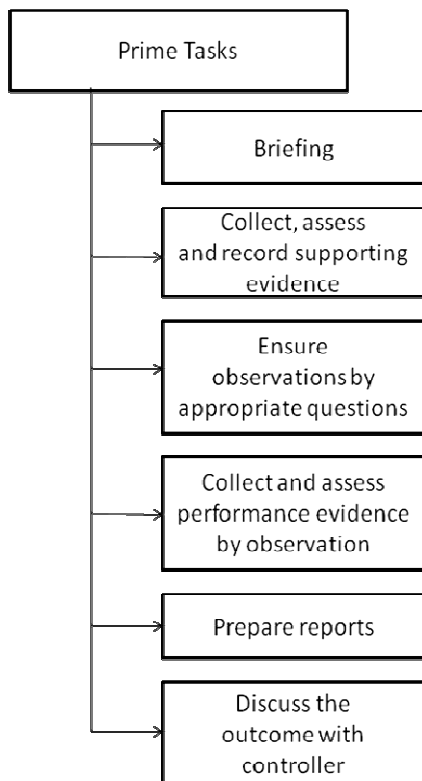 Prime Tasks
Briefing
Collect, assess
and record supporting
evidence
Ensure
observations by
appropriate questions
Collect and assess
performance evidence
by observation
Prepare reports
Discuss the
outcome with
controller